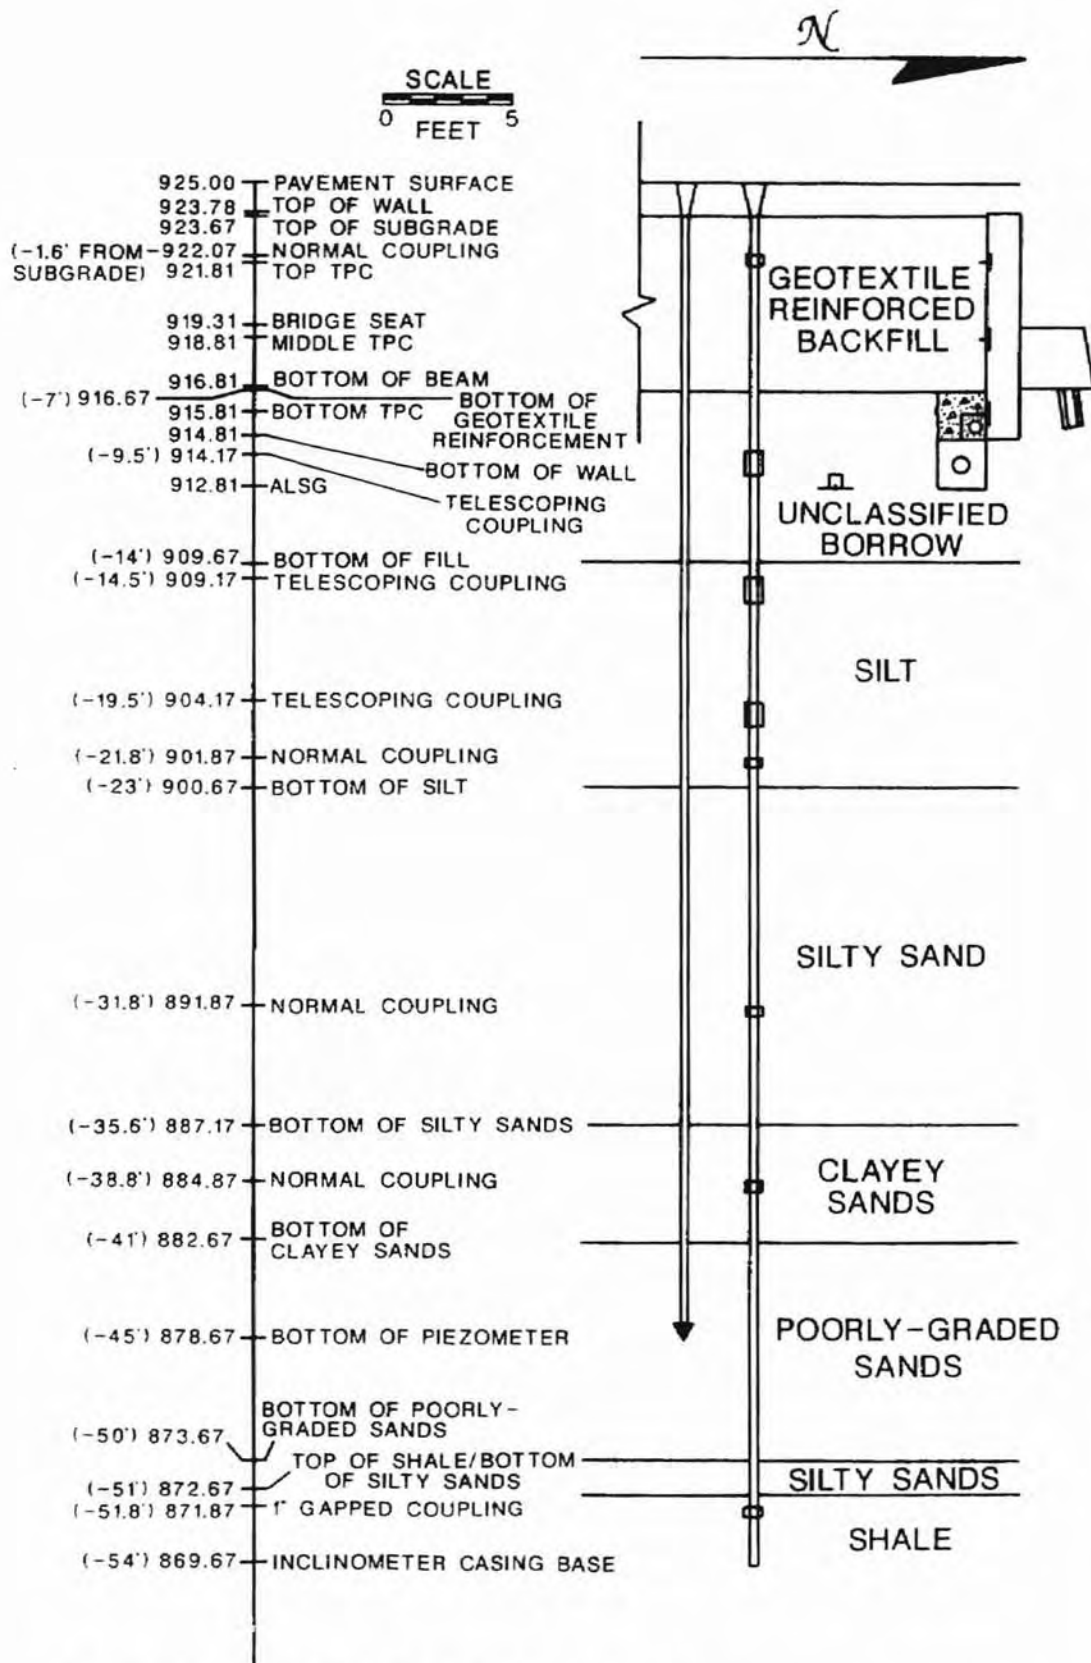 N
SCALE
0 5
FEET
925.00 PAVEMENT SURFACE
923.78 TOP OF WALL
923.67 TOP OF SUBGRADE
(-1.6' FROM -922.07 NORMAL COUPLING
SUBGRADE) 921.81 TOP TPC
919.31 BRIDGE SEAT
918.81 MIDDLE TPC
916.81 BOTTOM OF BEAM
(-7') 916.67 BOTTOM OF
GEOTEXTILE
REINFORCEMENT
915.81 BOTTOM TPC
914.81 BOTTOM OF WALL
(-9.5') 914.17 TELESCOPING
COUPLING
912.81 ALSG
(-14') 909.67 BOTTOM OF FILL
(-14.5') 909.17 TELESCOPING COUPLING
(-19.5') 904.17 TELESCOPING COUPLING
(-21.8') 901.87 NORMAL COUPLING
(-23') 900.67 BOTTOM OF SILT
(-31.8') 891.87 NORMAL COUPLING
(-35.6') 887.17 BOTTOM OF SILTY SANDS
(-38.8') 884.87 NORMAL COUPLING
(-41') 882.67 BOTTOM OF
CLAYEY SANDS
(-45') 878.67 BOTTOM OF PIEZOMETER
(-50') 873.67 BOTTOM OF POORLY-
GRADED SANDS
(-51') 872.67 TOP OF SHALE/BOTTOM
OF SILTY SANDS
(-51.8') 871.87 1" GAPPED COUPLING
(-54') 869.67 INCLINOMETER CASING BASE
GEOTEXTILE
REINFORCED
BACKFILL
UNCLASSIFIED
BORROW
SILT
SILTY SAND
CLAYEY
SANDS
POORLY-GRADED
SANDS
SILTY SANDS
SHALE